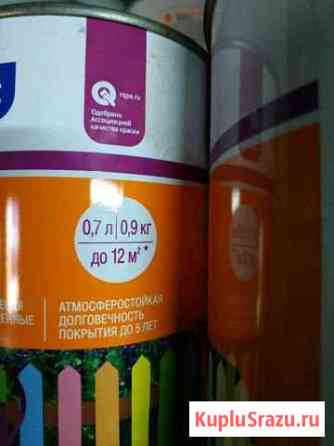 qpa.ru
Одобрено
Ассоциацией
качества краски
0,7 л | 0,9 кг
до 12 м² *
АТМОСФЕРОСТОЙКАЯ
ДОЛГОВЕЧНОСТЬ
ПОКРЫТИЯ ДО 5 ЛЕТ
KupluSrazu.ru